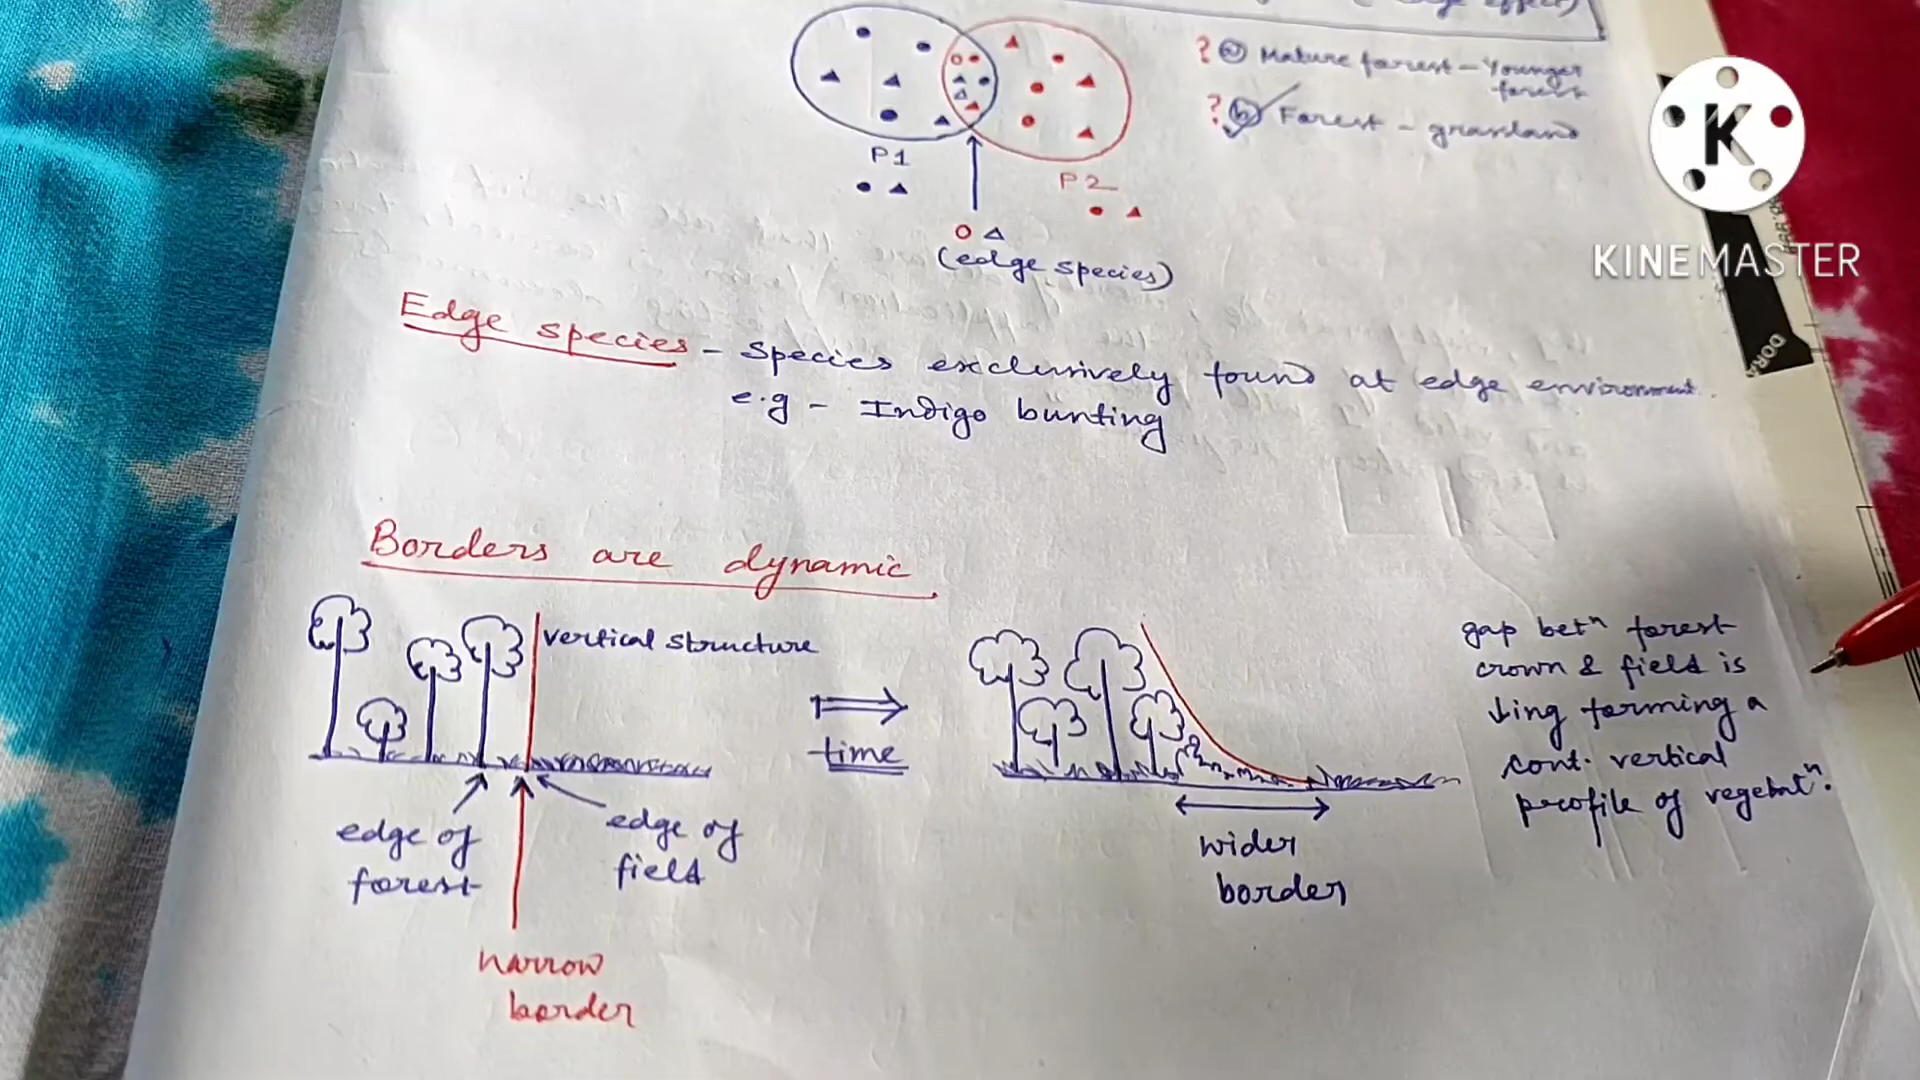 effect)
? (a) Mature forest - Younger
forest
? (b) Forest - grassland
K
KINEMASTER
P1
P2
(edge species)
Edge species - Species exclusively found at edge environment.
e.g - Indigo bunting
Borders are dynamic
vertical structure
time
edge of
forest
edge of
field
narrow
border
wider
border
gap betⁿ forest
crown & field is
↓ing forming a
cont. vertical
profile of vegetatⁿ.